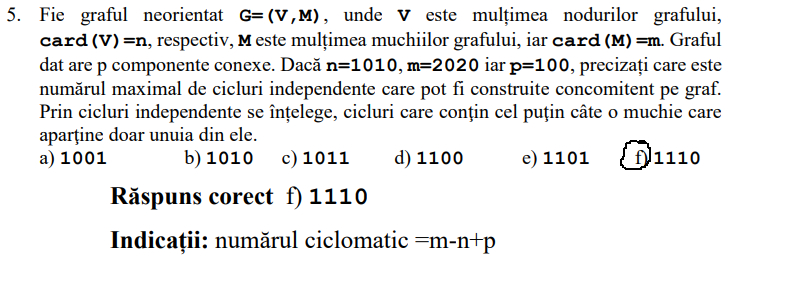 5. Fie graful neorientat G=(V,M), unde V este mulțimea nodurilor grafului,
card(V)=n, respectiv, M este mulțimea muchiilor grafului, iar card(M)=m. Graful
dat are p componente conexe. Dacă n=1010, m=2020 iar p=100, precizați care este
numărul maximal de cicluri independente care pot fi construite concomitent pe graf.
Prin cicluri independente se înțelege, cicluri care conţin cel puţin câte o muchie care
aparţine doar unuia din ele.
a) 1001 b) 1010 c) 1011 d) 1100 e) 1101 f) 1110
Răspuns corect f) 1110
Indicații: numărul ciclomatic =m-n+p